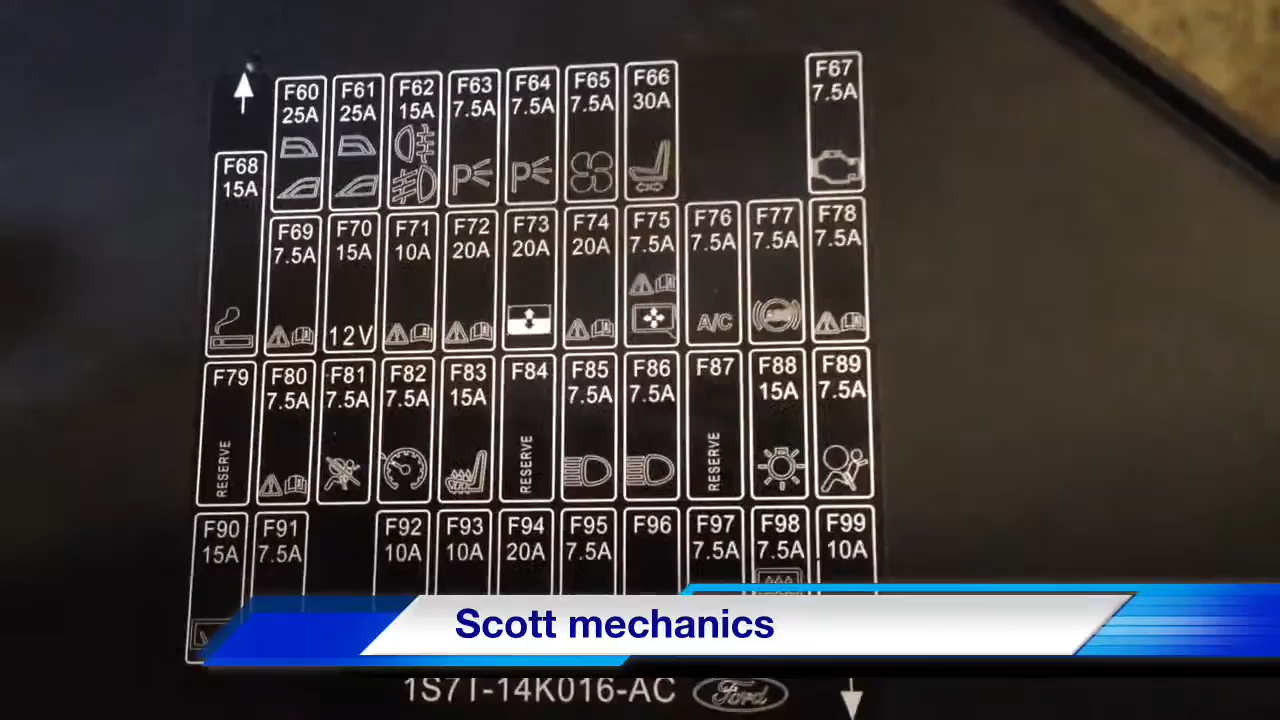 F60 F61 F62 F63 F64 F65 F66 F67
25A 25A 15A 7.5A 7.5A 7.5A 30A 7.5A
P P
F68
15A
F69 F70 F71 F72 F73 F74 F75 F76 F77 F78
7.5A 15A 10A 20A 20A 20A 7.5A 7.5A 7.5A 7.5A
12V A/C ABS
F79 F80 F81 F82 F83 F84 F85 F86 F87 F88 F89
7.5A 7.5A 7.5A 15A 7.5A 7.5A 15A 7.5A
RESERVE RESERVE RESERVE
F90 F91 F92 F93 F94 F95 F96 F97 F98 F99
15A 7.5A 10A 10A 20A 7.5A 7.5A 7.5A 10A
Scott mechanics
1S7T-14K016-AC Ford